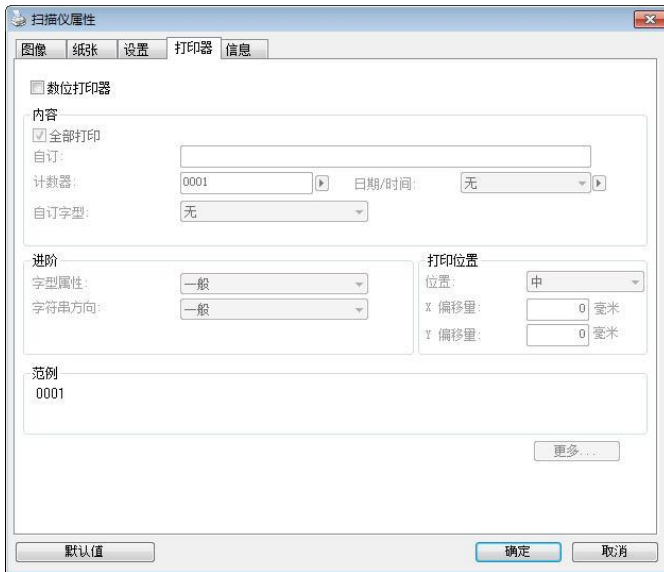 扫描仪属性
图像 纸张 设置 打印器 信息
数位打印器
内容
全部打印
自订:
计数器: 0001 日期/时间: 无
自订字型: 无
进阶
字型属性: 一般
字符串方向: 一般
打印位置
位置: 中
X 偏移量: 0 毫米
Y 偏移量: 0 毫米
范例
0001
更多...
默认值 确定 取消